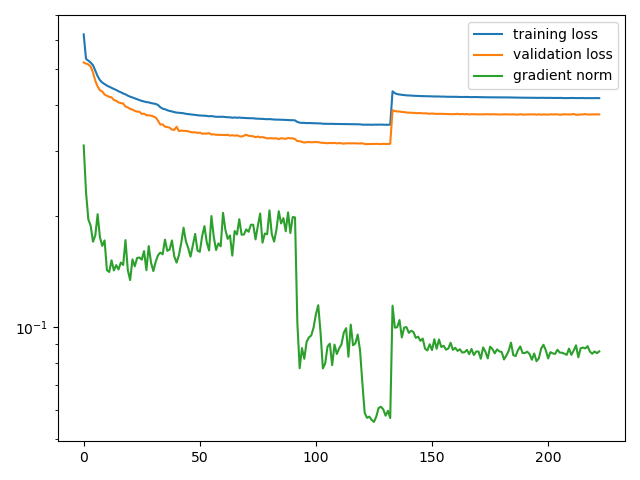 training loss
validation loss
gradient norm
10⁻¹
0 50 100 150 200